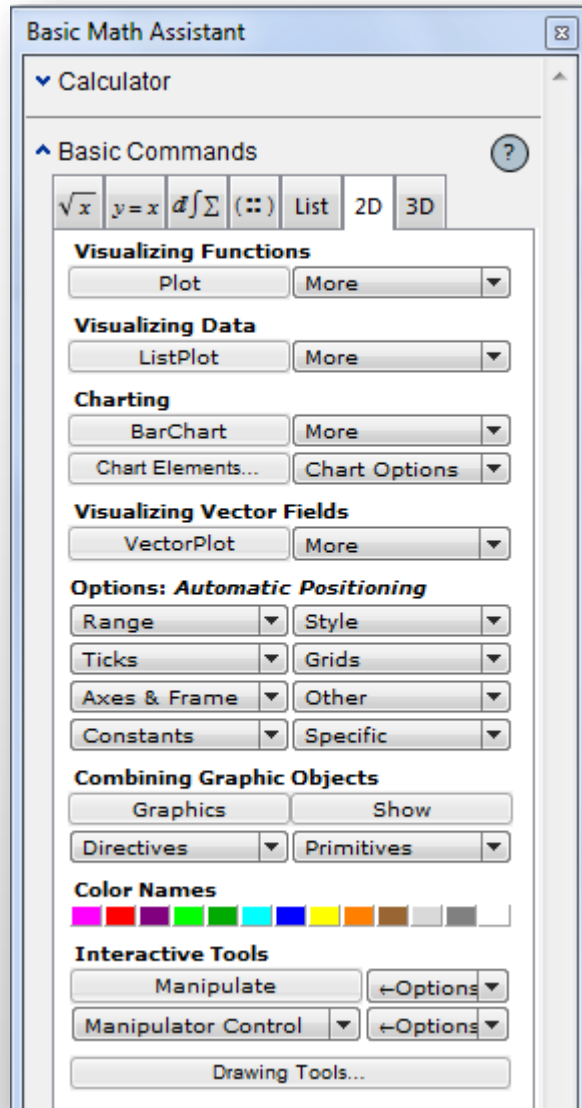 Basic Math Assistant
Calculator
Basic Commands ?
√x y=x d∫Σ (::) List 2D 3D
Visualizing Functions
Plot More
Visualizing Data
ListPlot More
Charting
BarChart More
Chart Elements... Chart Options
Visualizing Vector Fields
VectorPlot More
Options: Automatic Positioning
Range Style
Ticks Grids
Axes & Frame Other
Constants Specific
Combining Graphic Objects
Graphics Show
Directives Primitives
Color Names
Interactive Tools
Manipulate ←Options
Manipulator Control ←Options
Drawing Tools...